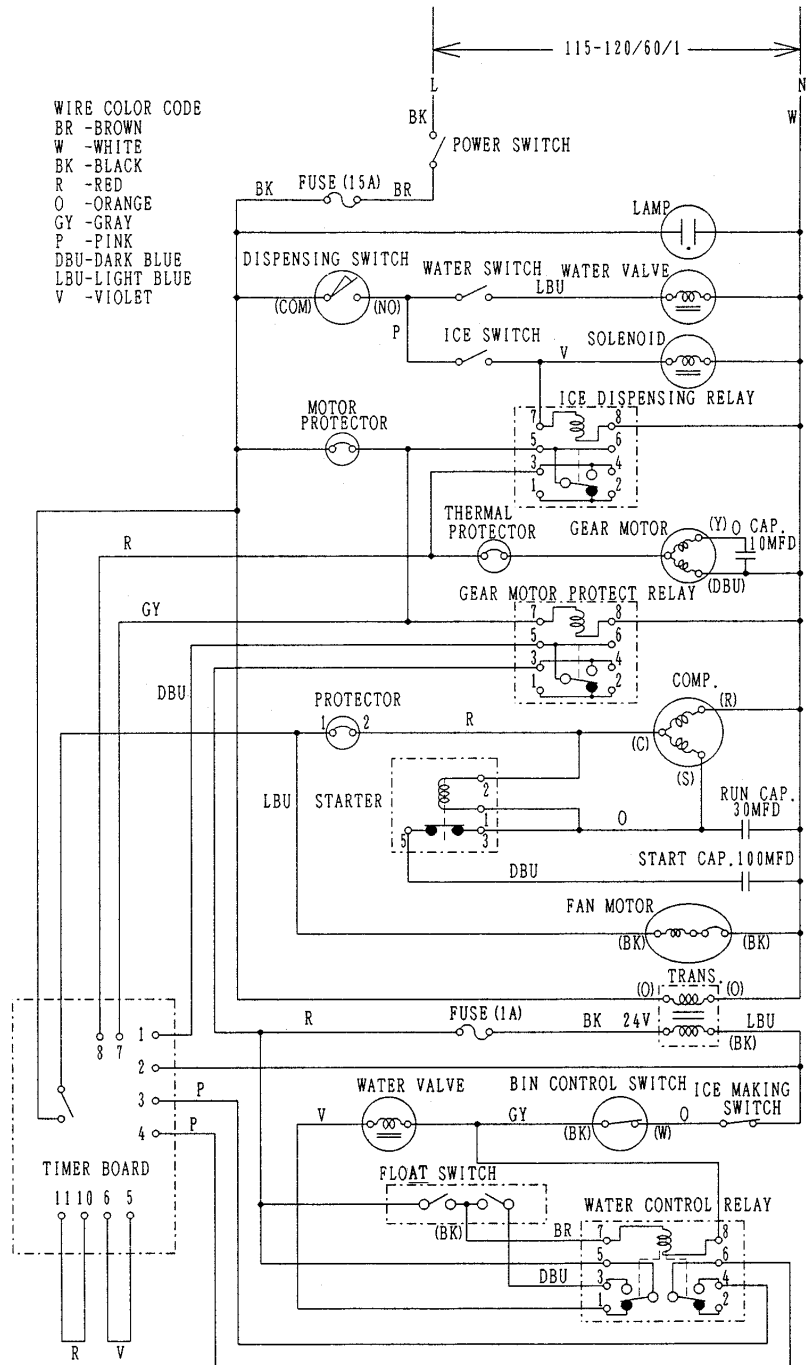 115-120/60/1
L
N
BK
W
WIRE COLOR CODE
BR -BROWN
W -WHITE
BK -BLACK
R -RED
O -ORANGE
GY -GRAY
P -PINK
DBU-DARK BLUE
LBU-LIGHT BLUE
V -VIOLET
POWER SWITCH
BK
FUSE (15A)
BR
LAMP
DISPENSING SWITCH
WATER SWITCH
WATER VALVE
LBU
(COM)
(NO)
P
ICE SWITCH
SOLENOID
V
ICE DISPENSING RELAY
MOTOR
PROTECTOR
7
8
5
6
3
4
1
2
THERMAL
PROTECTOR
GEAR MOTOR
(Y)
O
CAP.
10MFD
R
(DBU)
GEAR MOTOR PROTECT RELAY
GY
7
8
5
6
3
4
1
2
DBU
PROTECTOR
1
2
R
COMP.
(R)
(C)
(S)
LBU
STARTER
2
1
5
3
O
RUN CAP.
30MFD
DBU
START CAP.100MFD
FAN MOTOR
(BK)
(BK)
TRANS.
(O)
(O)
R
FUSE (1A)
BK
24V
LBU
(BK)
8
7
1
2
3
P
4
P
TIMER BOARD
11
10
6
5
R
V
WATER VALVE
BIN CONTROL SWITCH
ICE MAKING
SWITCH
V
GY
(BK)
(W)
O
FLOAT SWITCH
(BK)
WATER CONTROL RELAY
BR
7
8
5
6
DBU
3
4
1
2